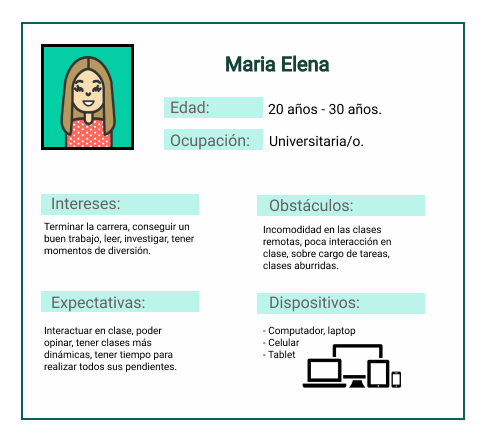 Maria Elena
Edad: 20 años - 30 años.
Ocupación: Universitaria/o.
Intereses:
Terminar la carrera, conseguir un
buen trabajo, leer, investigar, tener
momentos de diversión.
Obstáculos:
Incomodidad en las clases
remotas, poca interacción en
clase, sobre cargo de tareas,
clases aburridas.
Expectativas:
Interactuar en clase, poder
opinar, tener clases más
dinámicas, tener tiempo para
realizar todos sus pendientes.
Dispositivos:
- Computador, laptop
- Celular
- Tablet